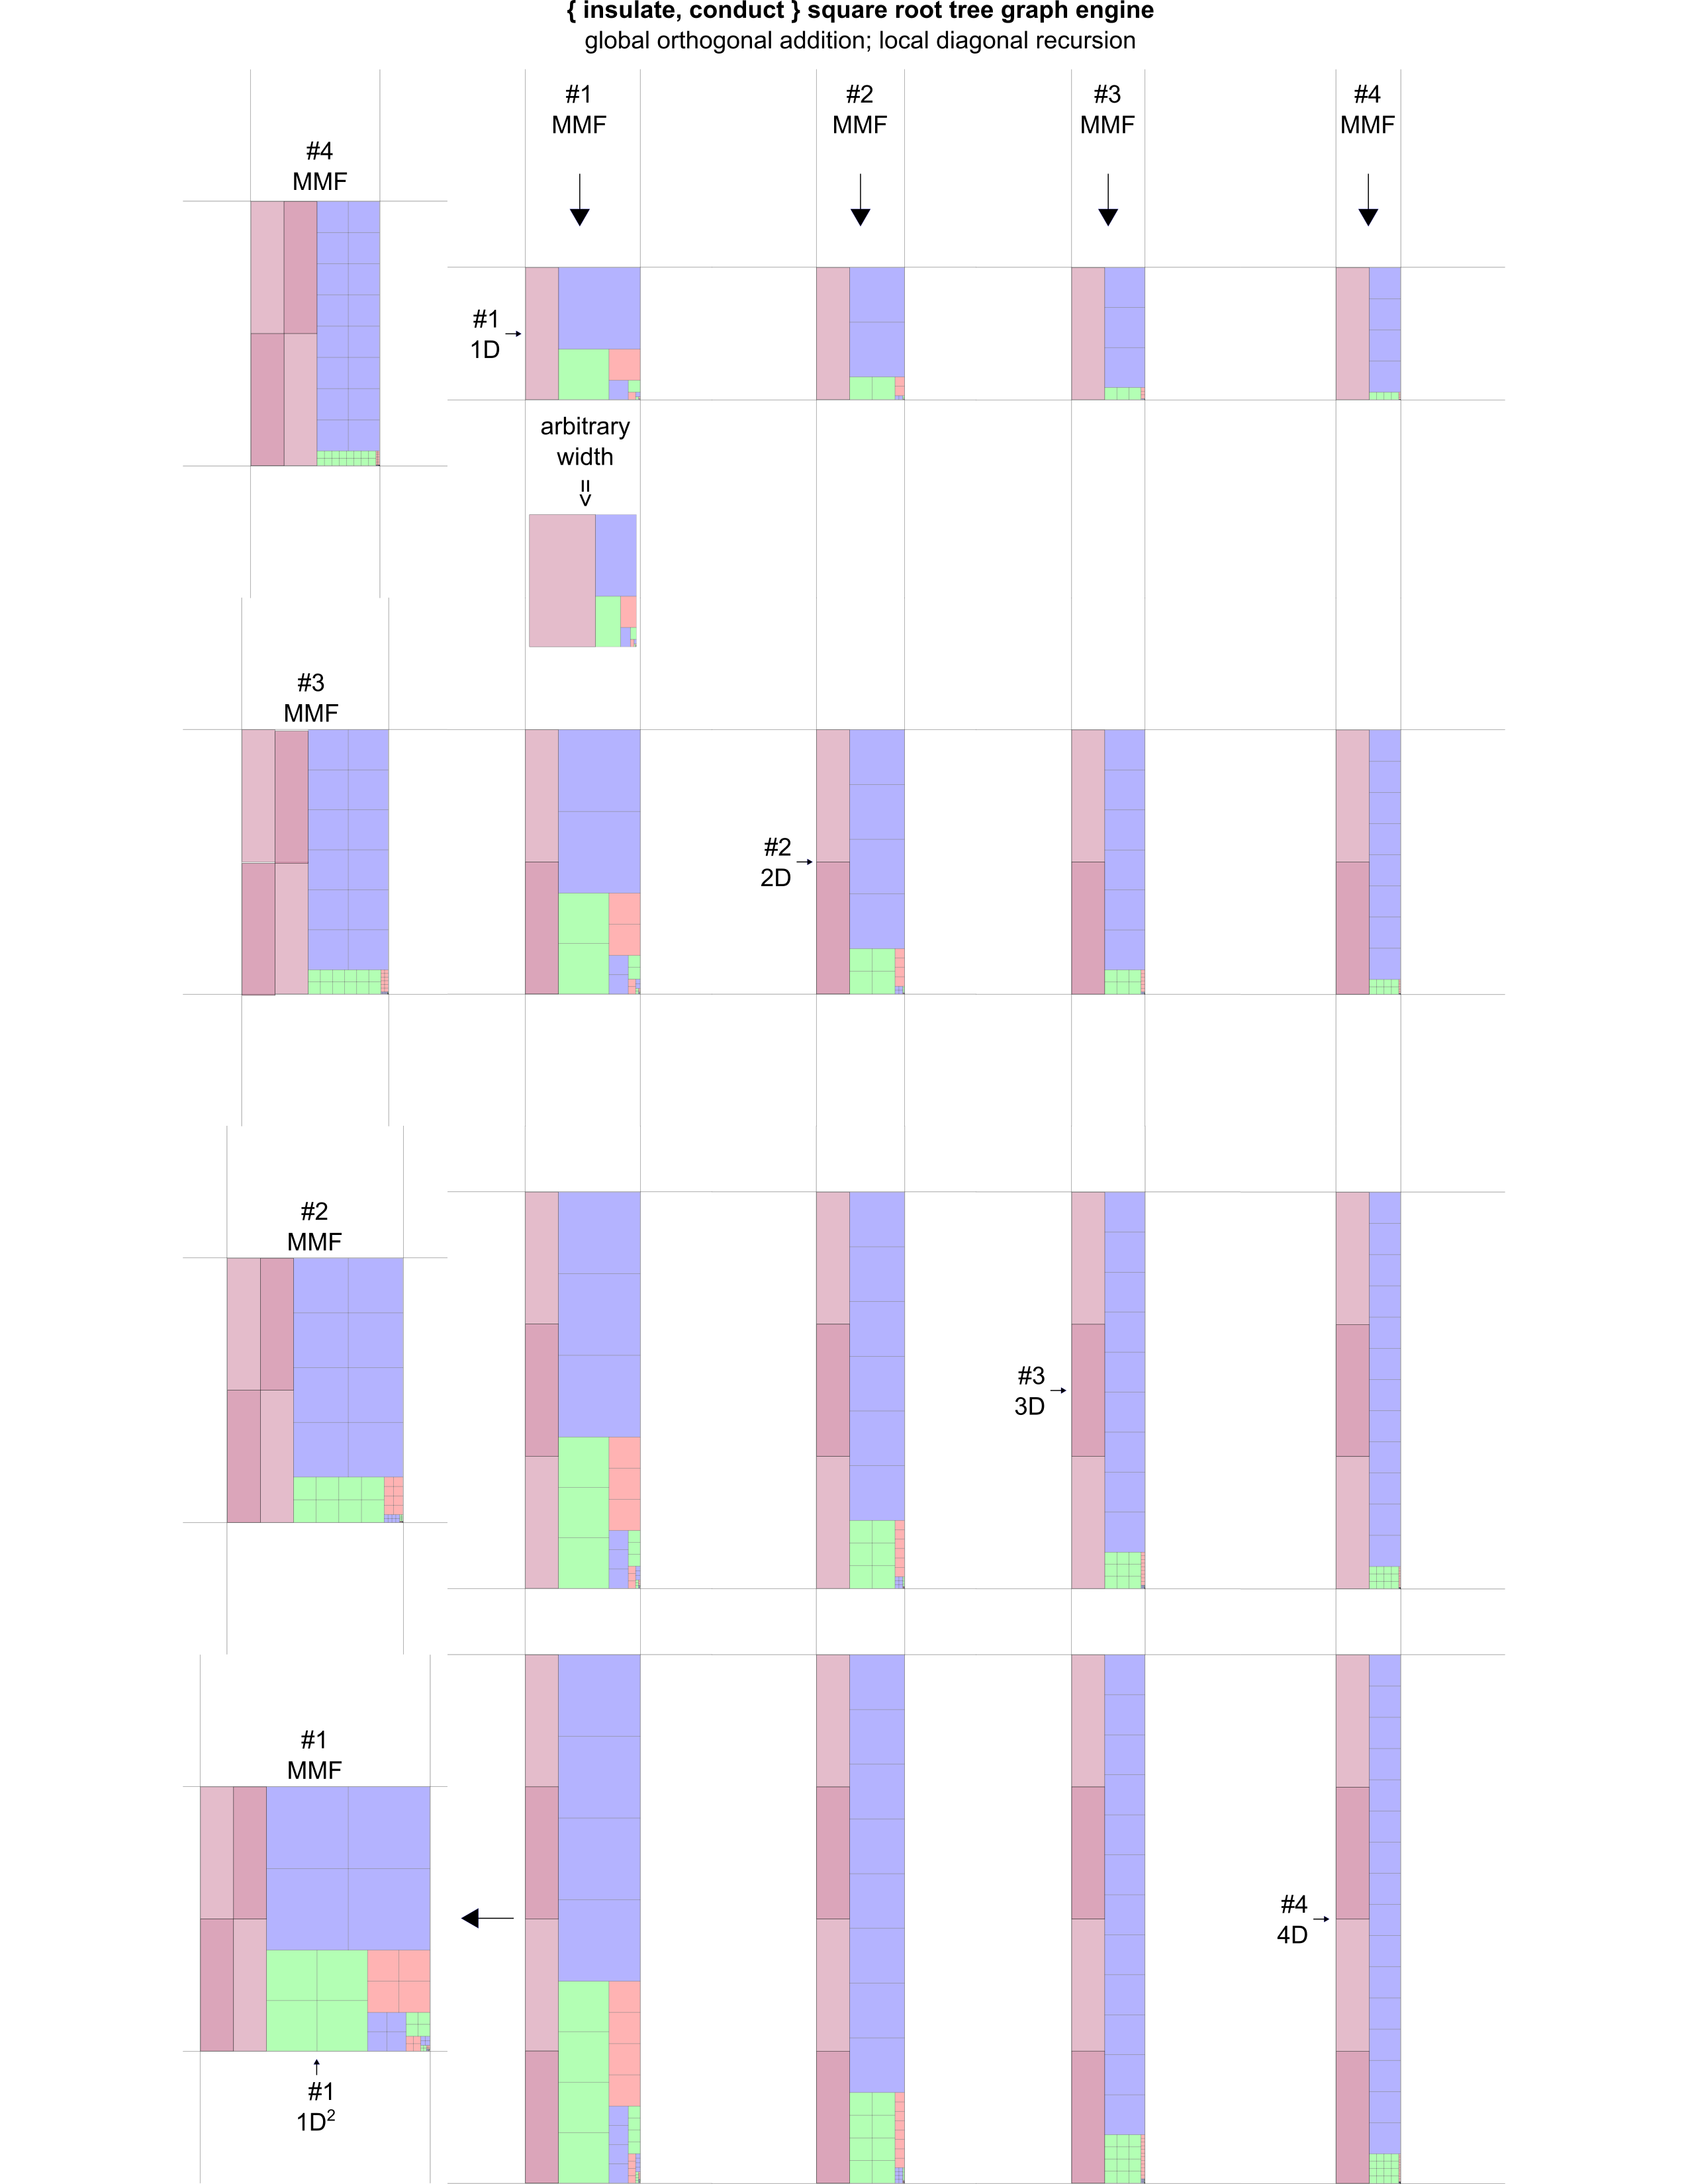 { insulate, conduct } square root tree graph engine
global orthogonal addition; local diagonal recursion
#1
MMF
#2
MMF
#3
MMF
#4
MMF
#4
MMF
#1
1D
arbitrary
width
=>
#3
MMF
#2
2D
#2
MMF
#3
3D
#1
MMF
#4
4D
#1
1D²